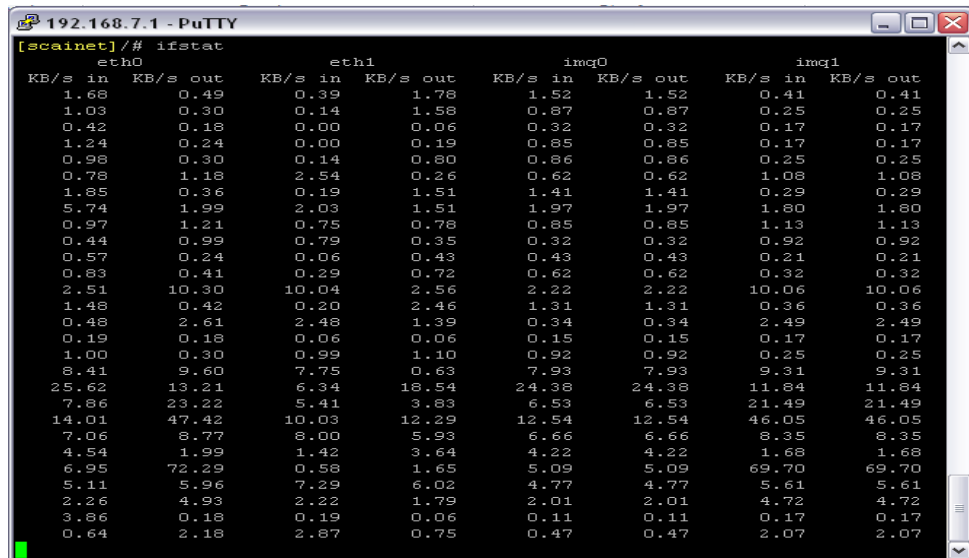 192.168.7.1 - PuTTY
[scainet]/# ifstat
eth0 eth1 imq0 imq1
KB/s in KB/s out KB/s in KB/s out KB/s in KB/s out KB/s in KB/s out
1.68 0.49 0.39 1.78 1.52 1.52 0.41 0.41
1.03 0.30 0.14 1.58 0.87 0.87 0.25 0.25
0.42 0.18 0.00 0.06 0.32 0.32 0.17 0.17
1.24 0.24 0.00 0.19 0.85 0.85 0.17 0.17
0.98 0.30 0.14 0.80 0.86 0.86 0.25 0.25
0.78 1.18 2.54 0.26 0.62 0.62 1.08 1.08
1.85 0.36 0.19 1.51 1.41 1.41 0.29 0.29
5.74 1.99 2.03 1.51 1.97 1.97 1.80 1.80
0.97 1.21 0.75 0.78 0.85 0.85 1.13 1.13
0.44 0.99 0.79 0.35 0.32 0.32 0.92 0.92
0.57 0.24 0.06 0.43 0.43 0.43 0.21 0.21
0.83 0.41 0.29 0.72 0.62 0.62 0.32 0.32
2.51 10.30 10.04 2.56 2.22 2.22 10.06 10.06
1.48 0.42 0.20 2.46 1.31 1.31 0.36 0.36
0.48 2.61 2.48 1.39 0.34 0.34 2.49 2.49
0.19 0.18 0.06 0.06 0.15 0.15 0.17 0.17
1.00 0.30 0.99 1.10 0.92 0.92 0.25 0.25
8.41 9.60 7.75 0.63 7.93 7.93 9.31 9.31
25.62 13.21 6.34 18.54 24.38 24.38 11.84 11.84
7.86 23.22 5.41 3.83 6.53 6.53 21.49 21.49
14.01 47.42 10.03 12.29 12.54 12.54 46.05 46.05
7.06 8.77 8.00 5.93 6.66 6.66 8.35 8.35
4.54 1.99 1.42 3.64 4.22 4.22 1.68 1.68
6.95 72.29 0.58 1.65 5.09 5.09 69.70 69.70
5.11 5.96 7.29 6.02 4.77 4.77 5.61 5.61
2.26 4.93 2.22 1.79 2.01 2.01 4.72 4.72
3.86 0.18 0.19 0.06 0.11 0.11 0.17 0.17
0.64 2.18 2.87 0.75 0.47 0.47 2.07 2.07